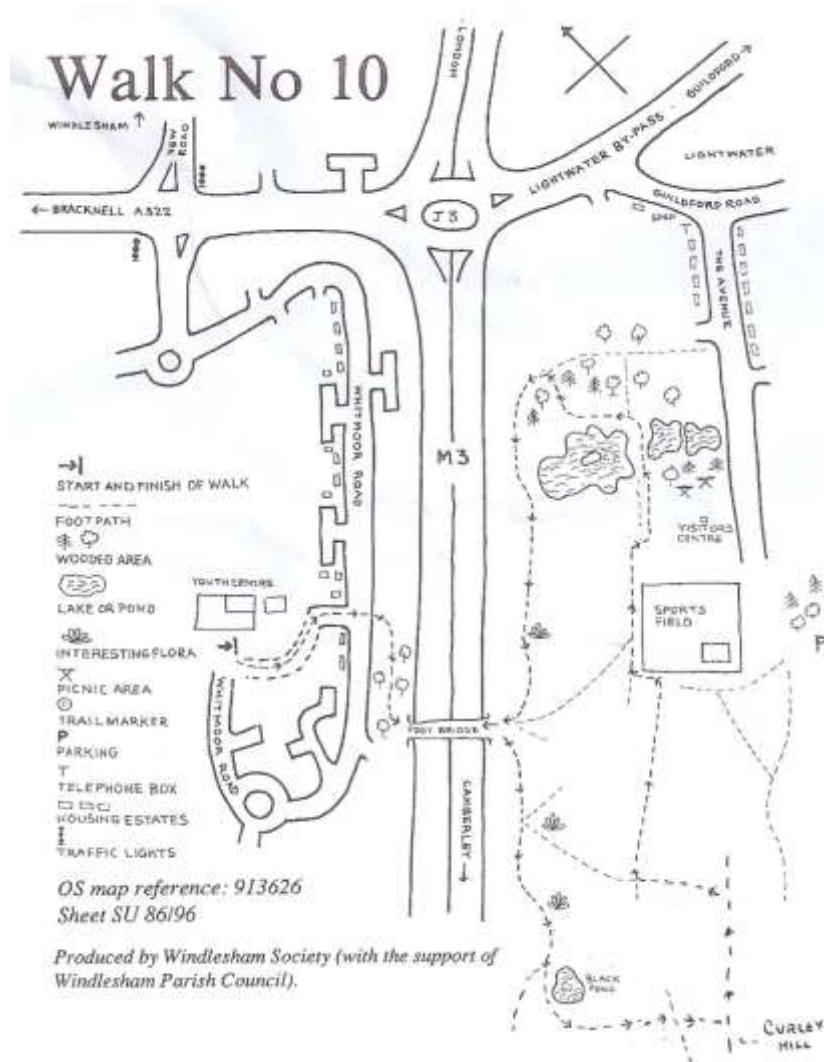 Walk No 10
WINDLESHAM
NEW ROAD
LONDON
LIGHTWATER BY-PASS - GUILDFORD
LIGHTWATER
← BRACKNELL A322
J3
GUILDFORD ROAD
SHOP
THE AVENUE
WHITMOOR ROAD
M3
START AND FINISH OF WALK
FOOTPATH
WOODED AREA
LAKE OR POND
INTERESTING FLORA
PICNIC AREA
TRAIL MARKER
P
PARKING
TELEPHONE BOX
HOUSING ESTATES
TRAFFIC LIGHTS
YOUTH CENTRE
VISITORS
CENTRE
SPORTS
FIELD
P
WHITMOOR ROAD
FOOT BRIDGE
CAMBERLEY →
BLACK
POND
CURLEY
HILL
OS map reference: 913626
Sheet SU 86/96
Produced by Windlesham Society (with the support of
Windlesham Parish Council).